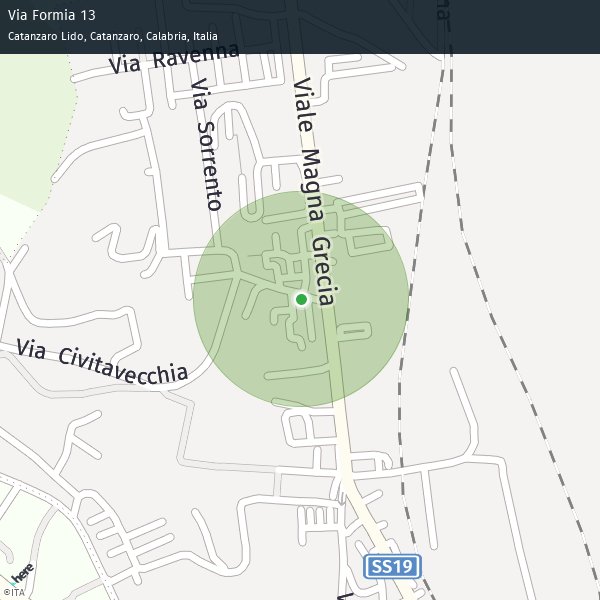 Via Formia 13
Catanzaro Lido, Catanzaro, Calabria, Italia
Via Ravenna
Via Sorrento
Viale Magna Grecia
Via Civitavecchia
SS19
here
©ITA